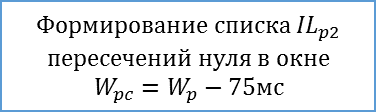 Формирование списка IL_{p2}
пересечений нуля в окне
W_{pc} = W_p − 75мс